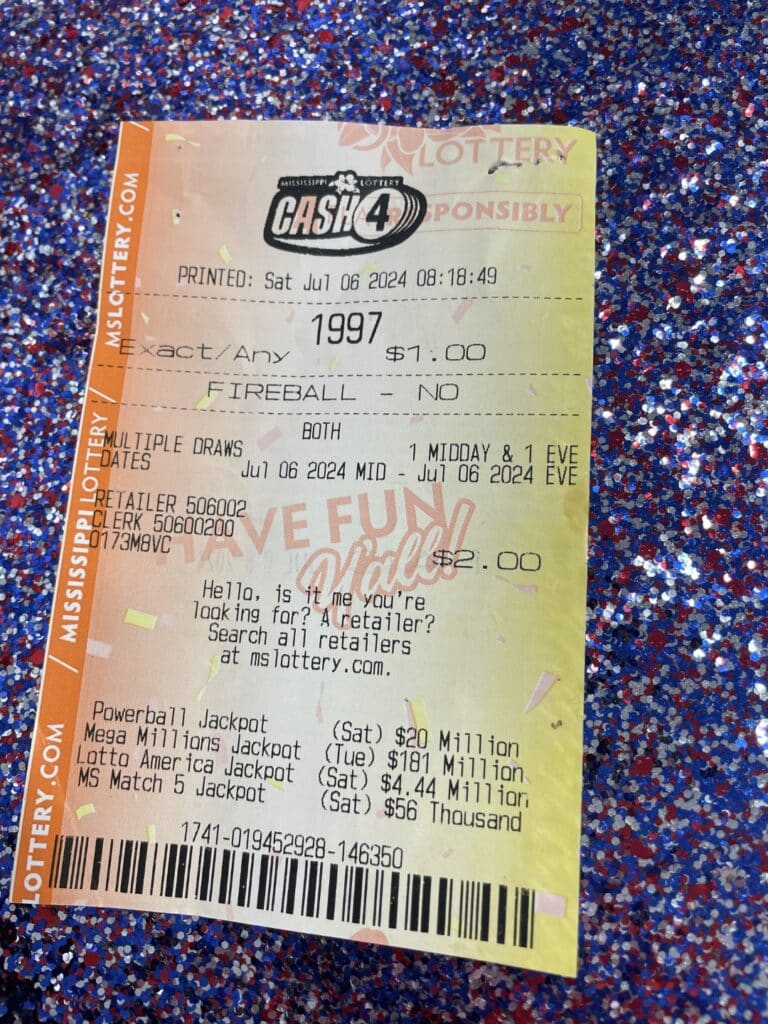 LOTTERY
MISSISSIPPI LOTTERY
CASH 4
SPONSIBLY
PRINTED: Sat Jul 06 2024 08:18:49
1997
Exact/Any $1.00
FIREBALL - NO
BOTH
MULTIPLE DRAWS 1 MIDDAY & 1 EVE
DATES Jul 06 2024 MID - Jul 06 2024 EVE
RETAILER 506002
CLERK 50600200
0173M8VC
HAVE FUN
Y'all!
$2.00
Hello, is it me you're
looking for? A retailer?
Search all retailers
at mslottery.com.
Powerball Jackpot (Sat) $20 Million
Mega Millions Jackpot (Tue) $181 Million
Lotto America Jackpot (Sat) $4.44 Million
MS Match 5 Jackpot (Sat) $56 Thousand
1741-019452928-146350
LOTTERY.COM / MISSISSIPPI LOTTERY / MSLOTTERY.COM /